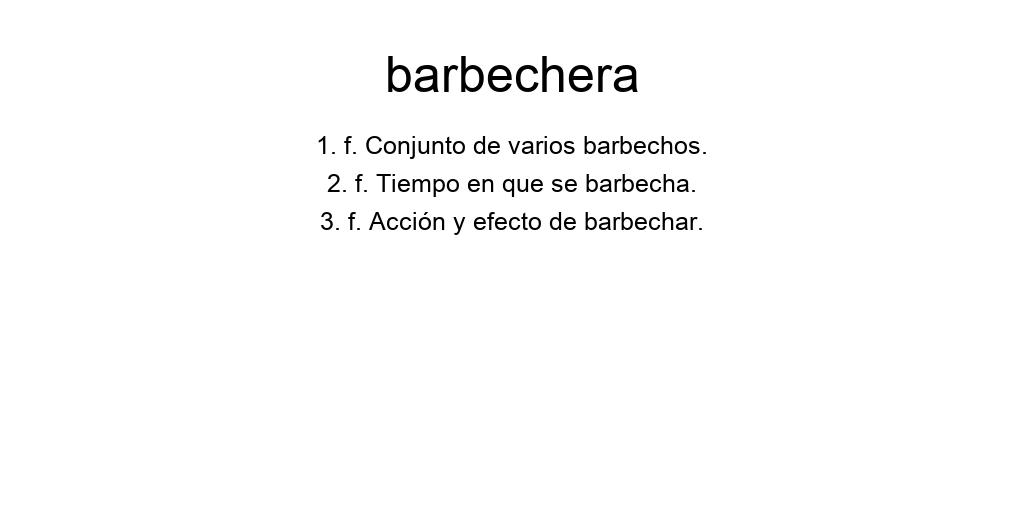 barbechera
1. f. Conjunto de varios barbechos.
2. f. Tiempo en que se barbecha.
3. f. Acción y efecto de barbechar.